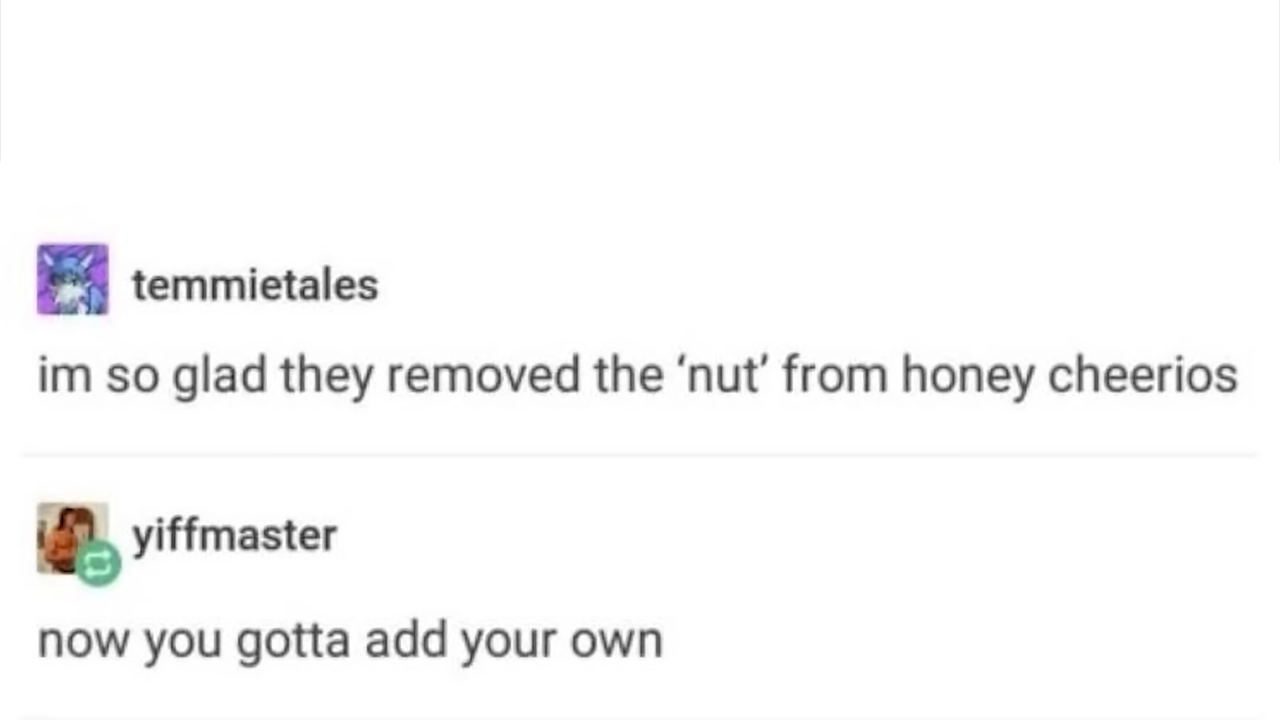 temmietales
im so glad they removed the ‘nut’ from honey cheerios
yiffmaster
now you gotta add your own